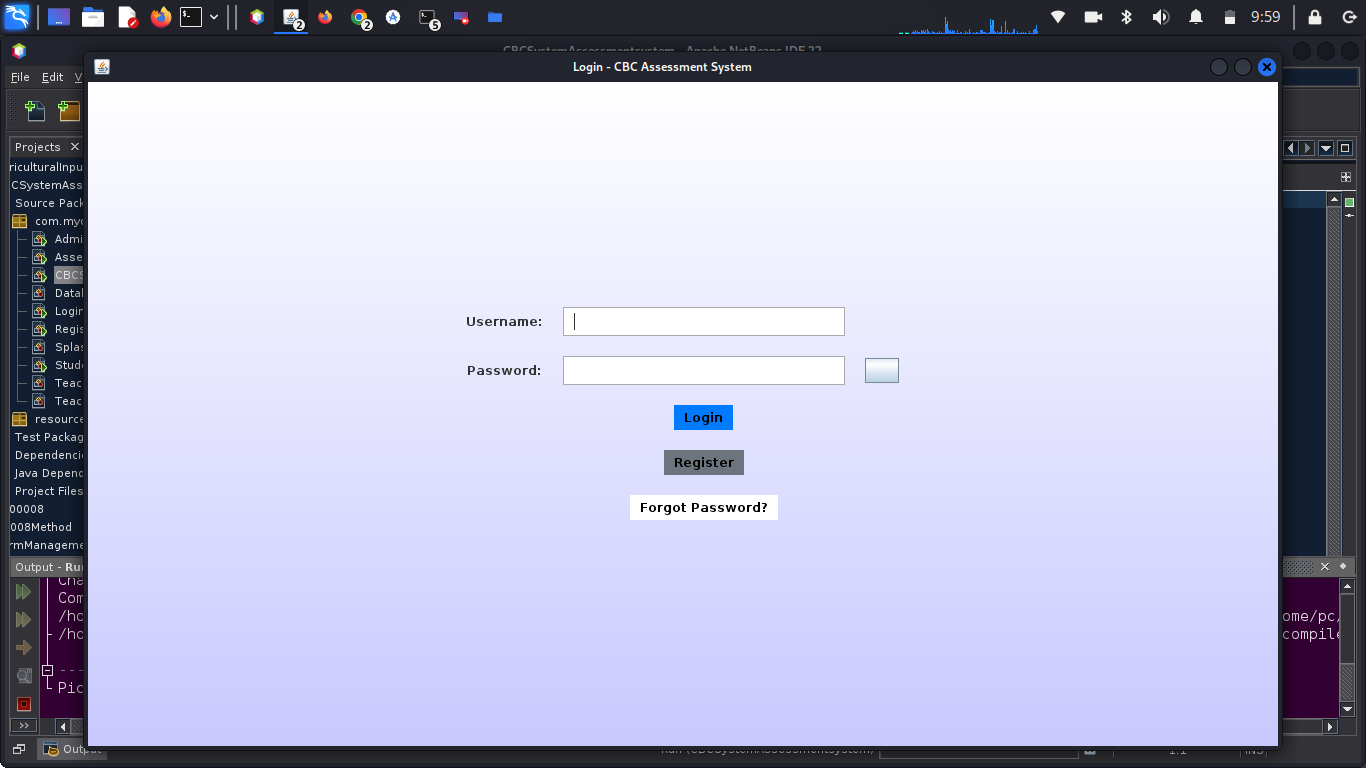 2
2
5
9:59
CBCSystemAssessmentsystem - Apache NetBeans IDE 22
Login - CBC Assessment System
File Edit V
Projects
riculturalInpu
CSystemAss
Source Pack
com.myc
Admi
Asse
CBCS
Datal
Login
Regis
Splas
Stude
Teac
Teac
resource
Test Packag
Dependenci
Java Depend
Project Files
00008
008Method
rmManageme
Username:
Password:
Login
Register
Forgot Password?
Output - Ru
Cha
Com
/ho
ome/pc/
/ho
compile
---
Pic
>>
Output
Run (CBCSystemAssessmentsystem)
1:1
INS